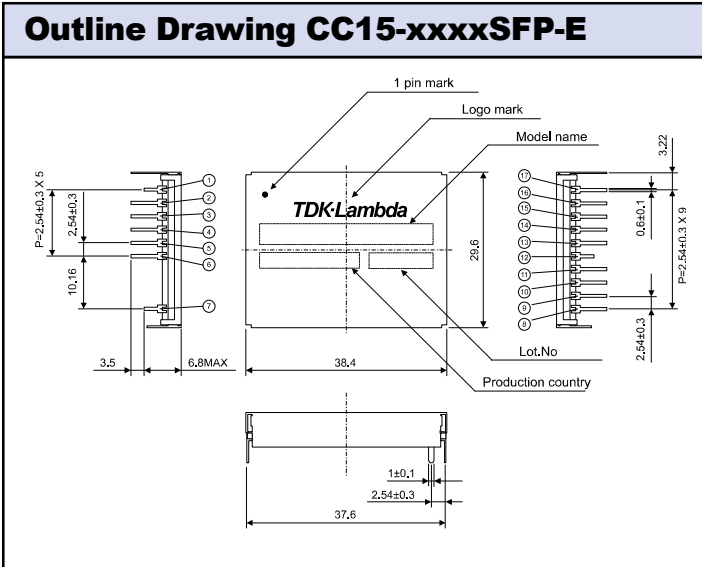 Outline Drawing CC15-xxxxSFP-E
1 pin mark
Logo mark
Model name
TDK·Lambda
P=2.54±0.3 X 5
2.54±0.3
10.16
1
2
3
4
5
6
7
3.5
6.8MAX
38.4
29.6
17
16
15
14
13
12
11
10
9
8
3.22
0.6±0.1
P=2.54±0.3 X 9
2.54±0.3
Lot.No
Production country
1±0.1
2.54±0.3
37.6